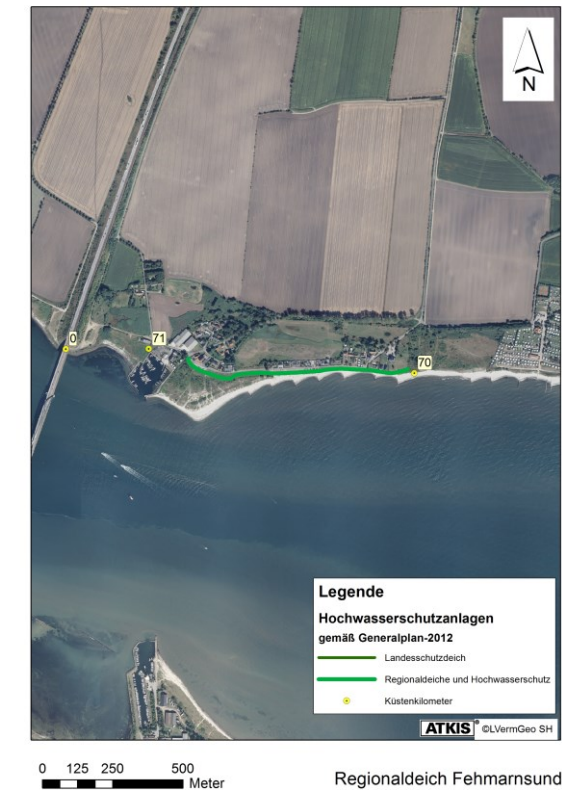 N
0
71
70
Legende
Hochwasserschutzanlagen
gemäß Generalplan-2012
Landesschutzdeich
Regionaldeiche und Hochwasserschutz
Küstenkilometer
ATKIS® ©LVermGeo SH
0 125 250 500
Meter
Regionaldeich Fehmarnsund